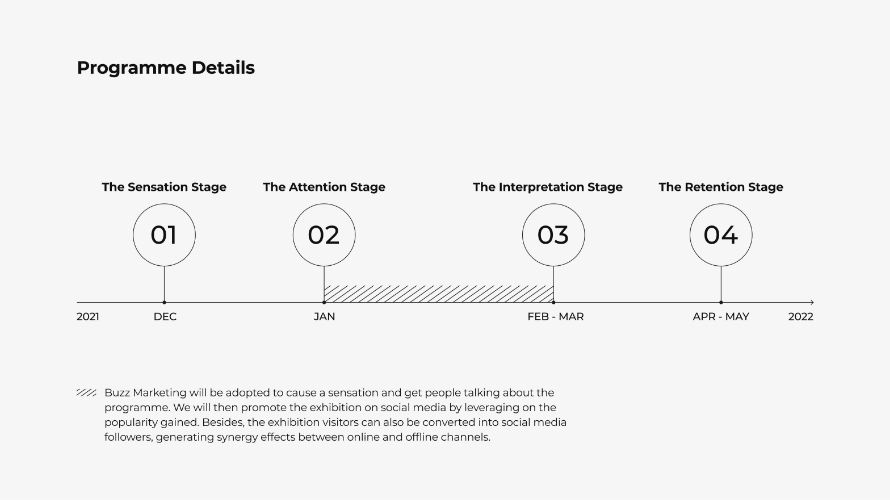 Programme Details
The Sensation Stage
The Attention Stage
The Interpretation Stage
The Retention Stage
01
02
03
04
2021
DEC
JAN
FEB - MAR
APR - MAY
2022
Buzz Marketing will be adopted to cause a sensation and get people talking about the
programme. We will then promote the exhibition on social media by leveraging on the
popularity gained. Besides, the exhibition visitors can also be converted into social media
followers, generating synergy effects between online and offline channels.